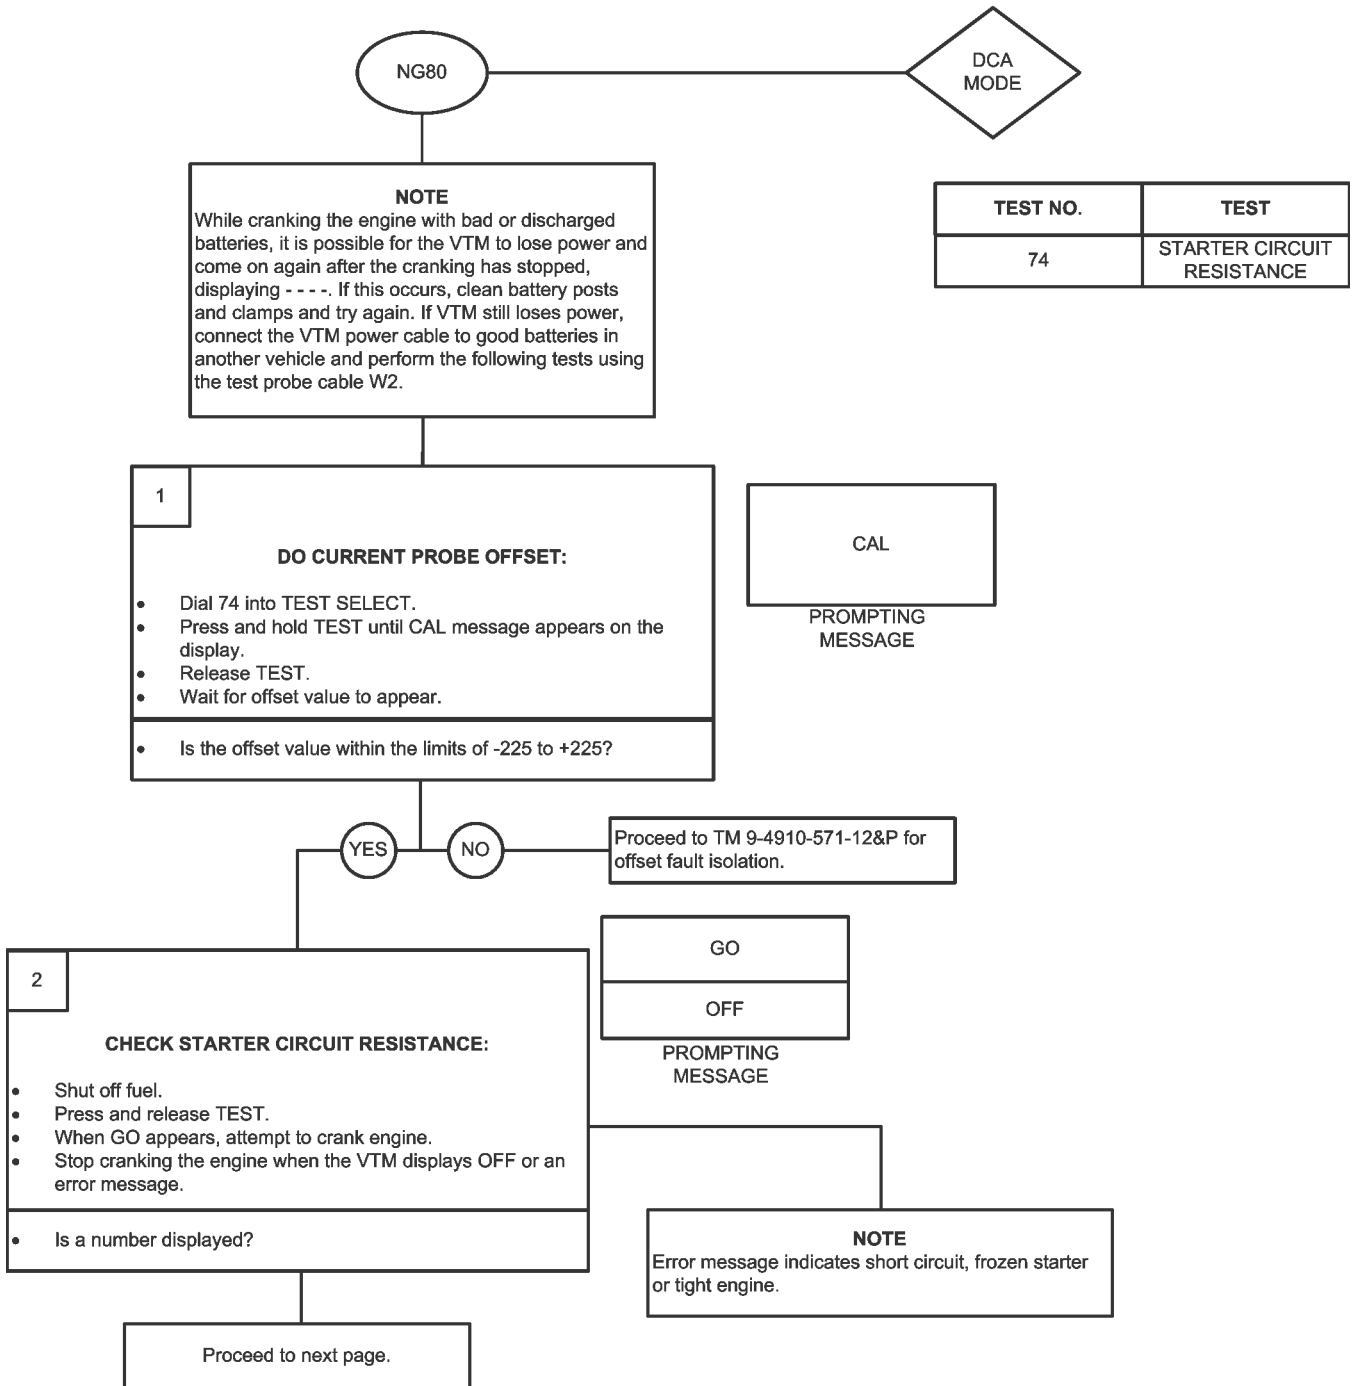 NG80
DCA
MODE
NOTE
While cranking the engine with bad or discharged
batteries, it is possible for the VTM to lose power and
come on again after the cranking has stopped,
displaying - - - -. If this occurs, clean battery posts
and clamps and try again. If VTM still loses power,
connect the VTM power cable to good batteries in
another vehicle and perform the following tests using
the test probe cable W2.
TEST NO. TEST
74 STARTER CIRCUIT
RESISTANCE
1
DO CURRENT PROBE OFFSET:
• Dial 74 into TEST SELECT.
• Press and hold TEST until CAL message appears on the
display.
• Release TEST.
• Wait for offset value to appear.
• Is the offset value within the limits of -225 to +225?
CAL
PROMPTING
MESSAGE
YES
NO
Proceed to TM 9-4910-571-12&P for
offset fault isolation.
GO
OFF
PROMPTING
MESSAGE
2
CHECK STARTER CIRCUIT RESISTANCE:
• Shut off fuel.
• Press and release TEST.
• When GO appears, attempt to crank engine.
• Stop cranking the engine when the VTM displays OFF or an
error message.
• Is a number displayed?
NOTE
Error message indicates short circuit, frozen starter
or tight engine.
Proceed to next page.